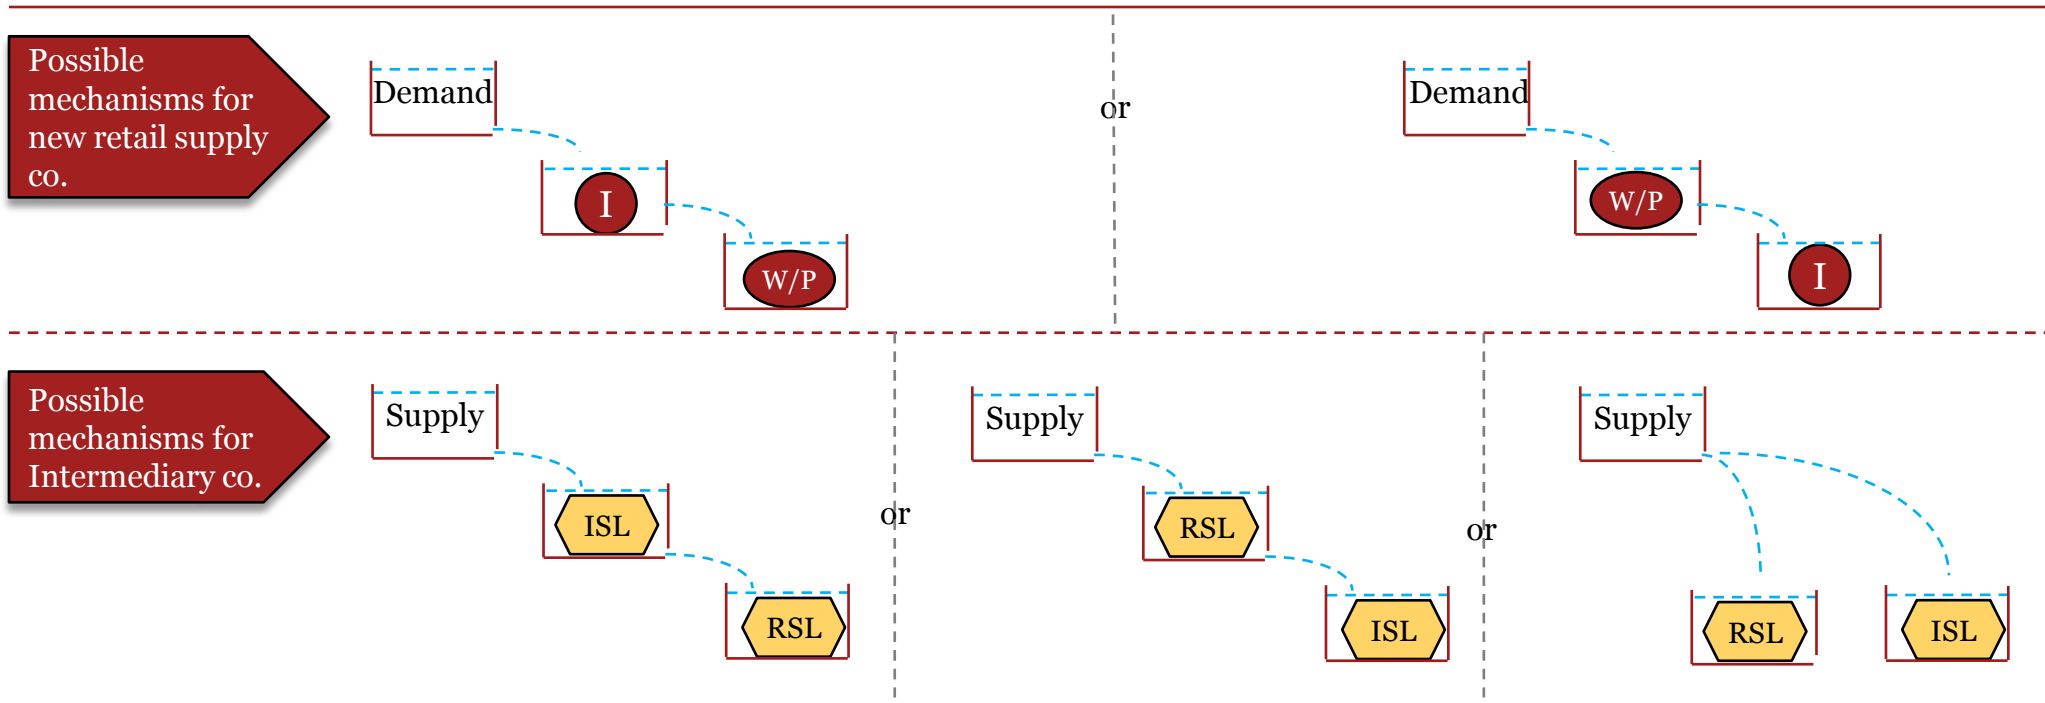 Possible
mechanisms for
new retail supply
co.
Demand
I
W/P
or
Demand
W/P
I
Possible
mechanisms for
Intermediary co.
Supply
ISL
RSL
or
Supply
RSL
ISL
or
Supply
RSL
ISL